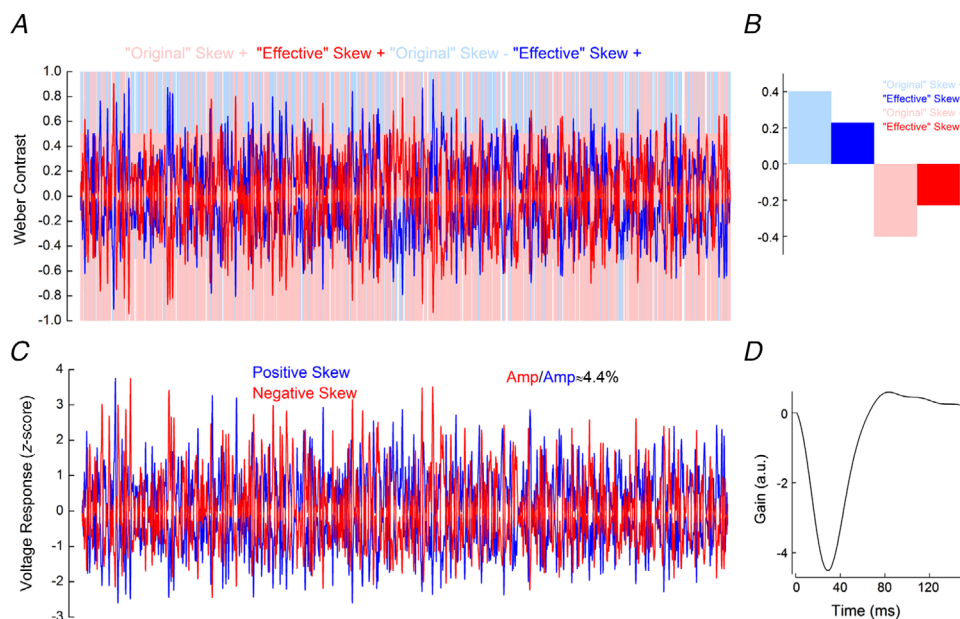 A
"Original" Skew + "Effective" Skew + "Original" Skew - "Effective" Skew +
1.0
0.8
0.6
0.4
0.2
0.0
-0.2
-0.4
-0.6
-0.8
-1.0
Weber Contrast
B
0.4
0.2
0.0
-0.2
-0.4
"Original" Skew
"Effective" Skew
"Original" Skew
"Effective" Skew
C
Positive Skew
Negative Skew
Amp/Amp≈4.4%
4
3
2
1
0
-1
-2
-3
Voltage Response (z-score)
D
0
-2
-4
Gain (a.u.)
0 40 80 120
Time (ms)